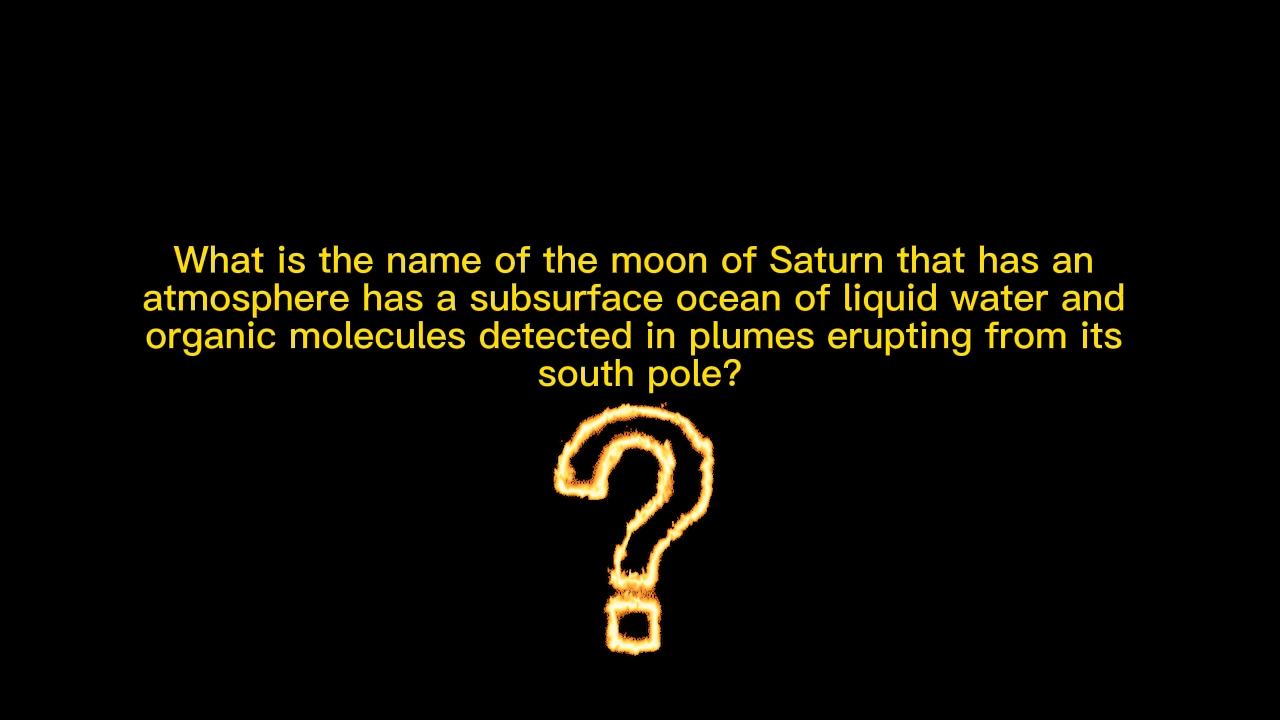 What is the name of the moon of Saturn that has an
atmosphere has a subsurface ocean of liquid water and
organic molecules detected in plumes erupting from its
south pole?
?